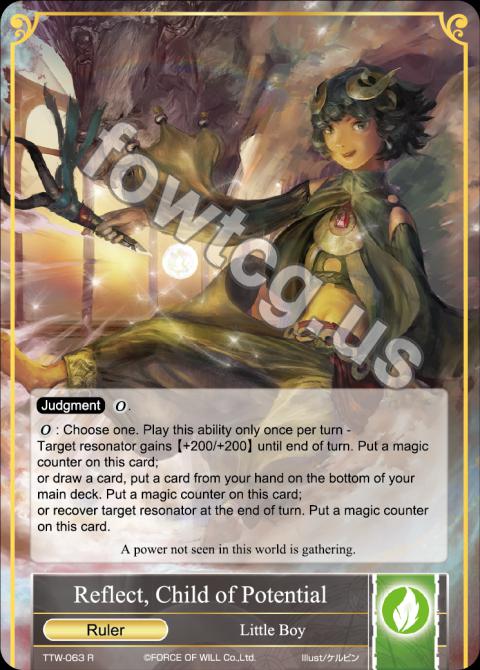 fowtcg.us
Judgment O.
O : Choose one. Play this ability only once per turn -
Target resonator gains 【+200/+200】 until end of turn. Put a magic
counter on this card;
or draw a card, put a card from your hand on the bottom of your
main deck. Put a magic counter on this card;
or recover target resonator at the end of turn. Put a magic counter
on this card.
A power not seen in this world is gathering.
Reflect, Child of Potential
Ruler Little Boy
TTW-063 R ©FORCE OF WILL Co.,Ltd. Illust/ケルビン